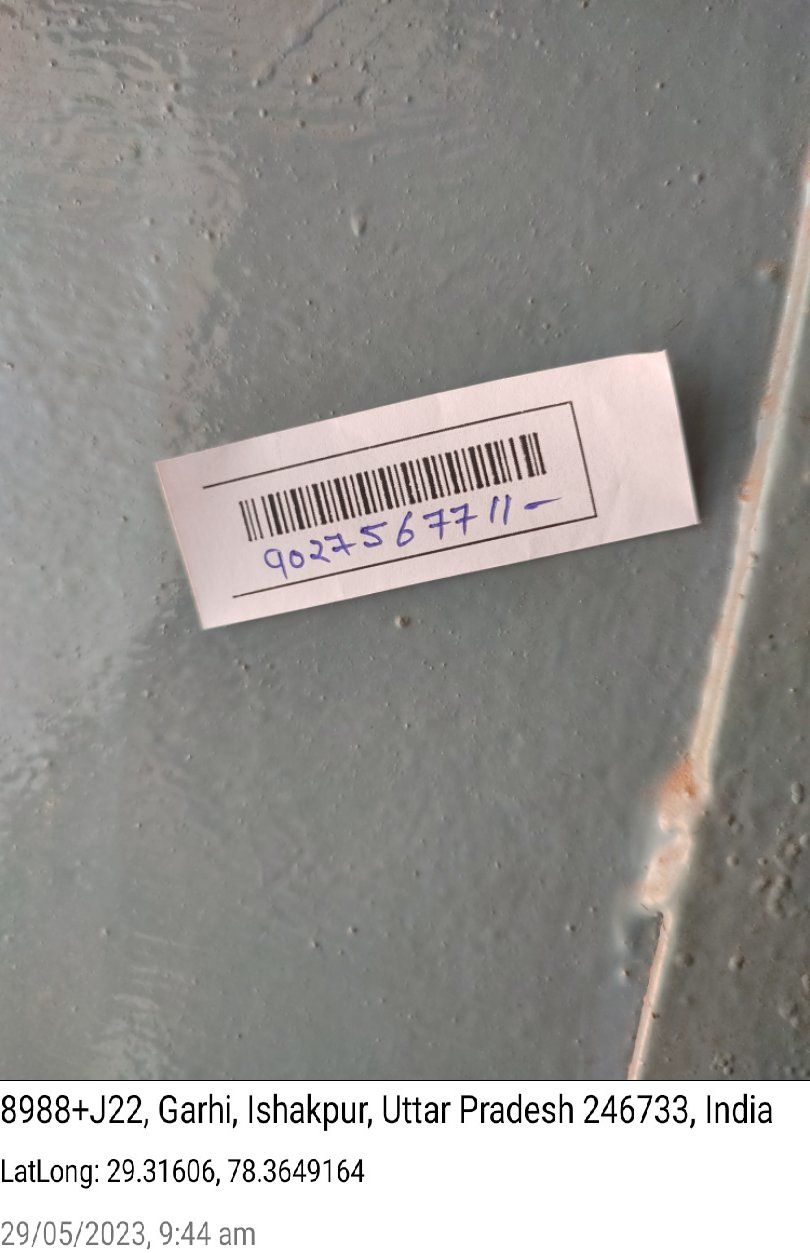 9027567711-
8988+J22, Garhi, Ishakpur, Uttar Pradesh 246733, India
LatLong: 29.31606, 78.3649164
29/05/2023, 9:44 am